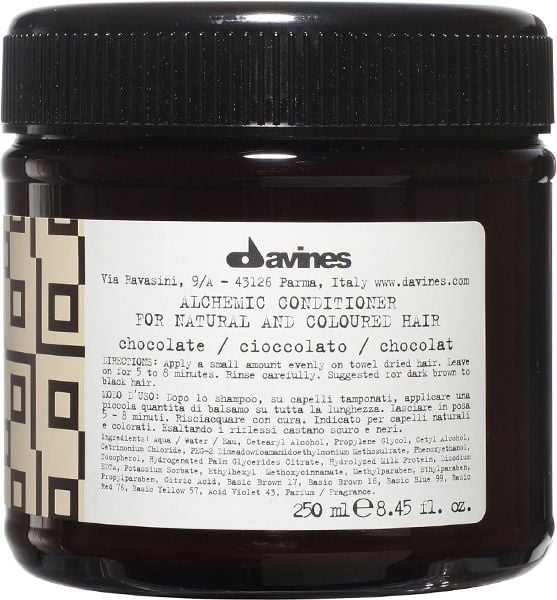 davines
Via Ravasini, 9/A - 43126 Parma, Italy www.davines.com
ALCHEMIC CONDITIONER
FOR NATURAL AND COLOURED HAIR
chocolate / cioccolato / chocolat
DIRECTIONS: Apply a small amount evenly on towel dried hair. Leave
on for 5 to 8 minutes. Rinse carefully. Suggested for dark brown to
black hair.
MODO D'USO: Dopo lo shampoo, su capelli tamponati, applicare una
piccola quantità di balsamo su tutta la lunghezza. lasciare in posa
5 - 8 minuti. Risciacquare con cura. Indicato per capelli naturali
e colorati. Esaltando i riflessi castano scuro e neri.
Ingredients: Aqua / Water / Eau, Cetearyl Alcohol, Propylene Glycol, Cetyl Alcohol,
Cetrimonium Chloride, PEG-2 Dimeadowfoamamidoethylmonium Methosulfate, Phenoxyethanol,
Tocopherol, Hydrogenated Palm Glycerides Citrate, Hydrolyzed Milk Protein, Disodium
EDTA, Potassium Sorbate, Ethylhexyl Methoxycinnamate, Methylparaben, Ethylparaben,
Propylparaben, Citric Acid, Basic Brown 17, Basic Brown 16, Basic Blue 99, Basic
Red 76, Basic Yellow 57, Acid Violet 43, Parfum / Fragrance.
250 ml ℮ 8.45 fl. oz.